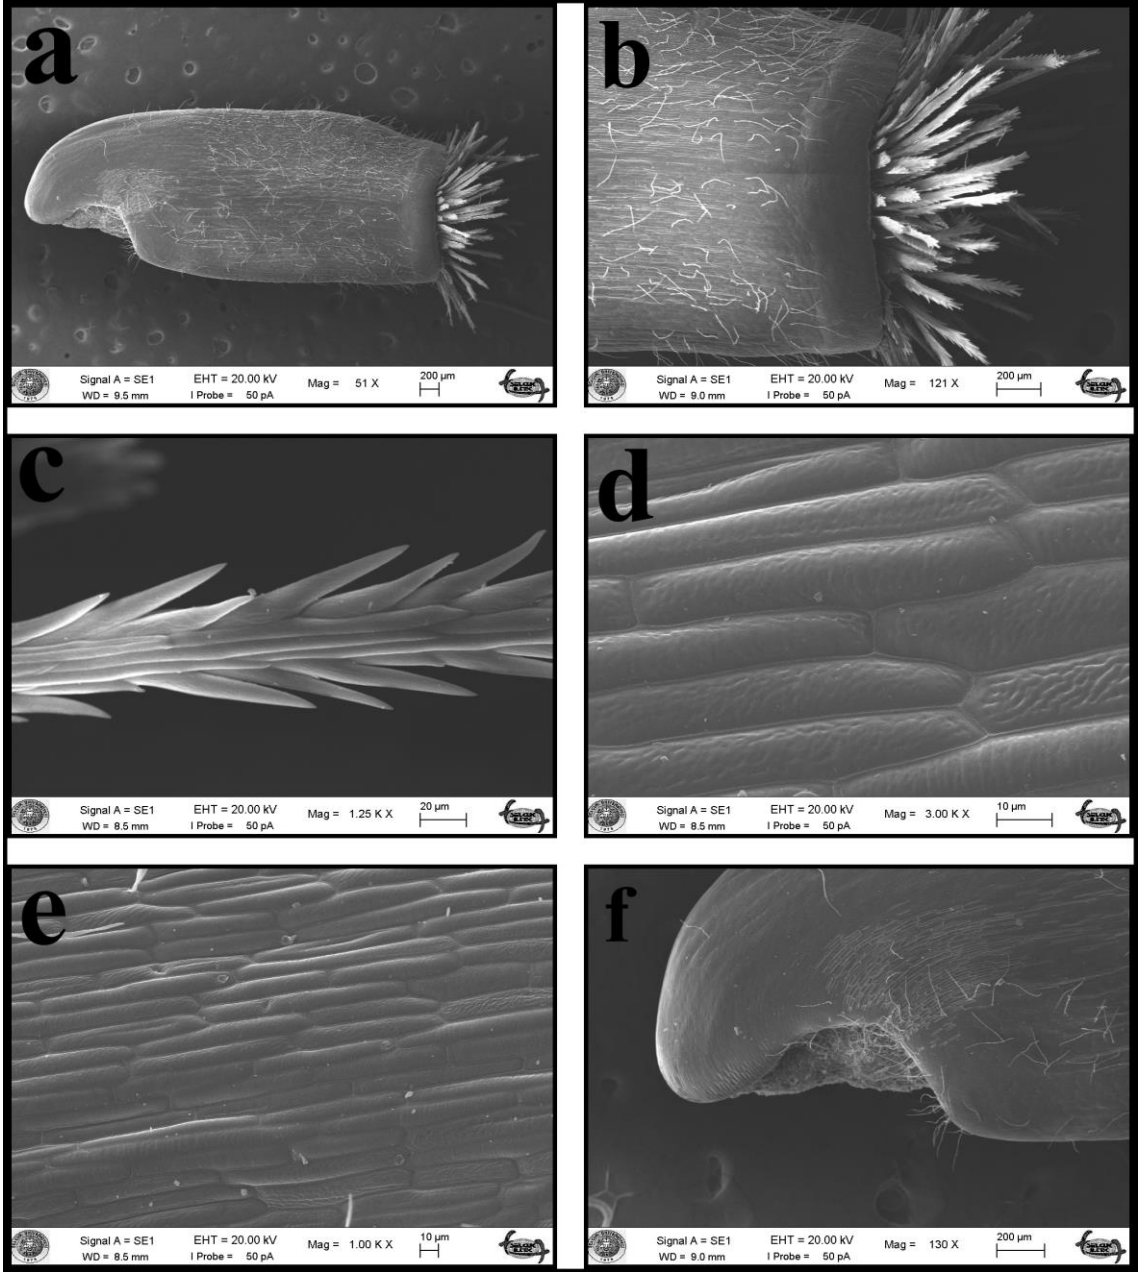 a
Signal A = SE1 EHT = 20.00 kV Mag = 51 X 200 µm
WD = 9.5 mm I Probe = 50 pA
b
Signal A = SE1 EHT = 20.00 kV Mag = 121 X 200 µm
WD = 9.0 mm I Probe = 50 pA
c
Signal A = SE1 EHT = 20.00 kV Mag = 1.25 K X 20 µm
WD = 8.5 mm I Probe = 50 pA
d
Signal A = SE1 EHT = 20.00 kV Mag = 3.00 K X 10 µm
WD = 8.5 mm I Probe = 50 pA
e
Signal A = SE1 EHT = 20.00 kV Mag = 1.00 K X 10 µm
WD = 8.5 mm I Probe = 50 pA
f
Signal A = SE1 EHT = 20.00 kV Mag = 130 X 200 µm
WD = 9.0 mm I Probe = 50 pA